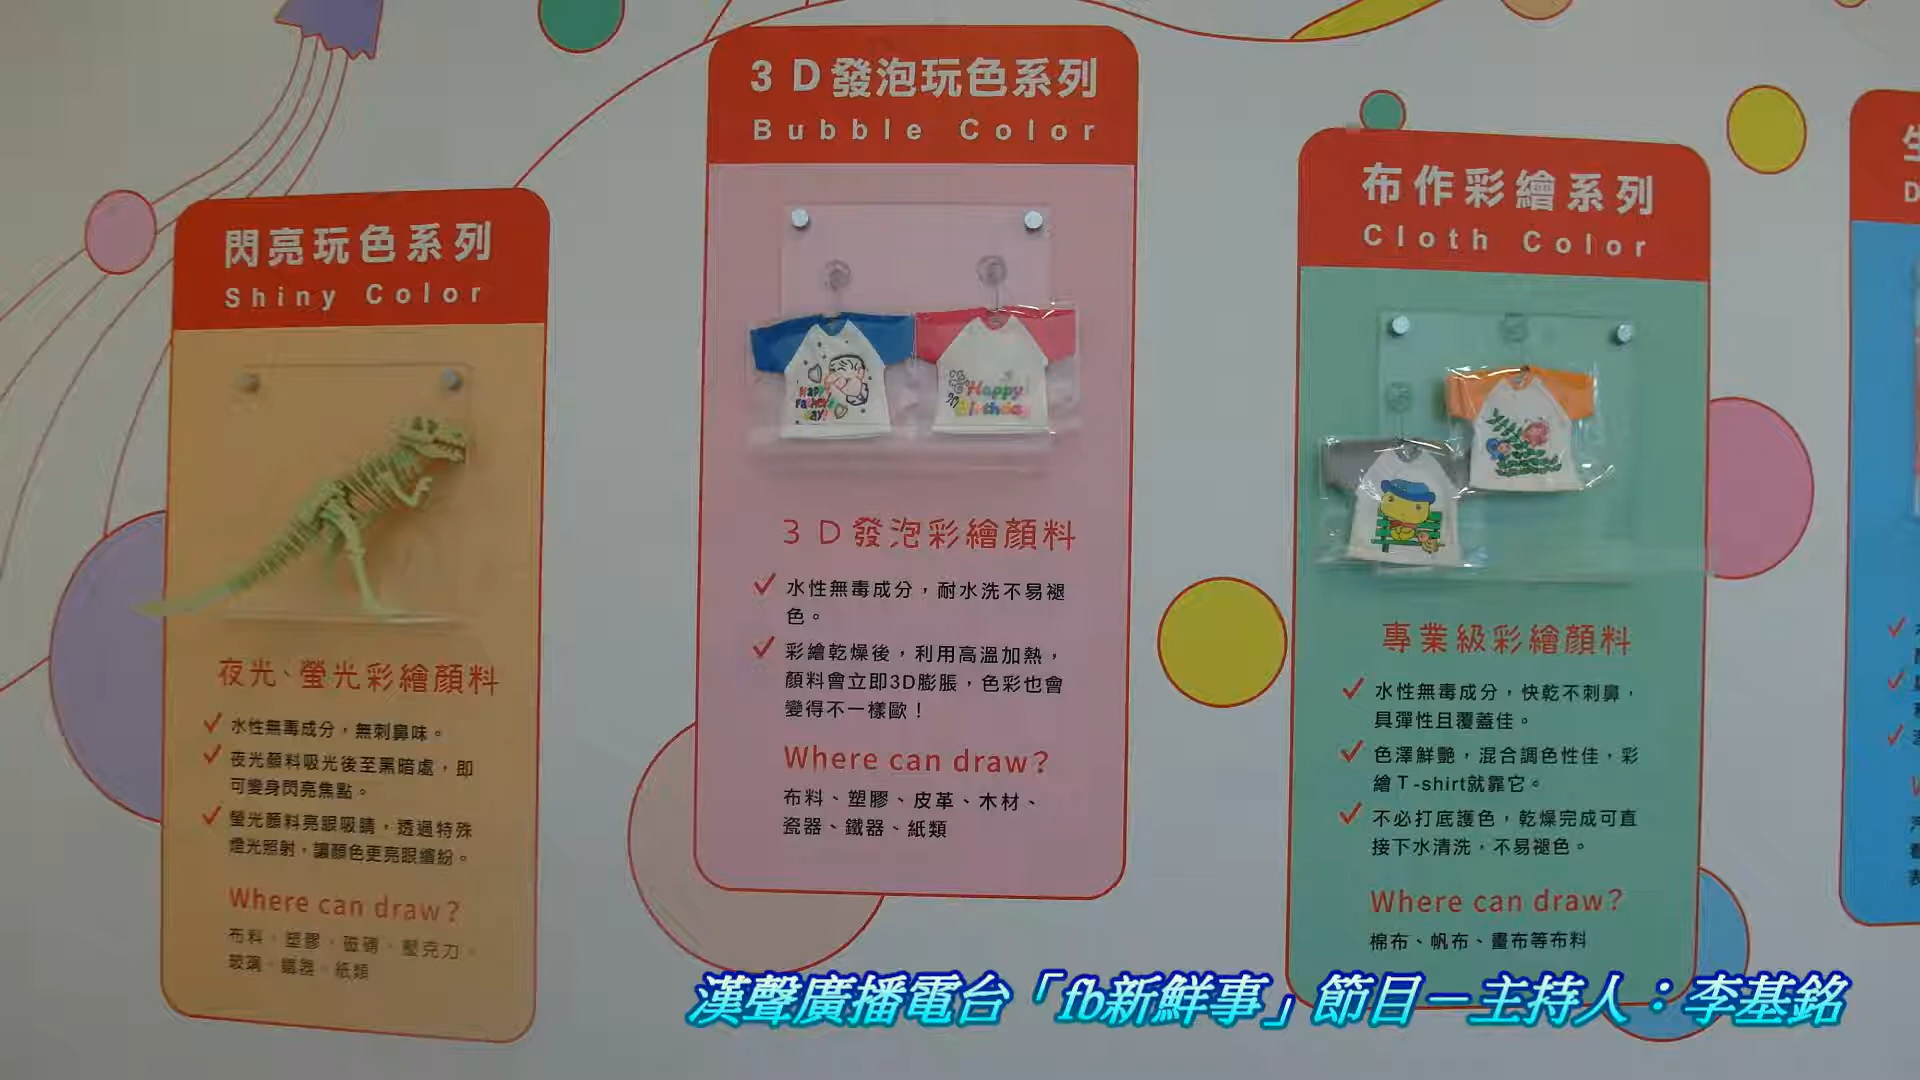 閃亮玩色系列
Shiny Color
夜光、螢光彩繪顏料
水性無毒成分，無刺鼻味。
夜光顏料吸光後至黑暗處，即
可變身閃亮焦點。
螢光顏料亮眼吸睛，透過特殊
燈光照射，讓顏色更亮眼繽紛。
Where can draw？
布料、塑膠、磁磚、壓克力、
玻璃、鐵器、紙類
3D發泡玩色系列
Bubble Color
Happy
Father's
Day!
Happy
Birthday
3D發泡彩繪顏料
水性無毒成分，耐水洗不易褪
色。
彩繪乾燥後，利用高溫加熱，
顏料會立即3D膨脹，色彩也會
變得不一樣歐！
Where can draw？
布料、塑膠、皮革、木材、
瓷器、鐵器、紙類
布作彩繪系列
Cloth Color
專業級彩繪顏料
水性無毒成分，快乾不刺鼻，
具彈性且覆蓋佳。
色澤鮮艷，混合調色性佳，彩
繪T-shirt就靠它。
不必打底護色，乾燥完成可直
接下水清洗，不易褪色。
Where can draw？
棉布、帆布、畫布等布料
漢聲廣播電台「fb新鮮事」節目－主持人：李基銘